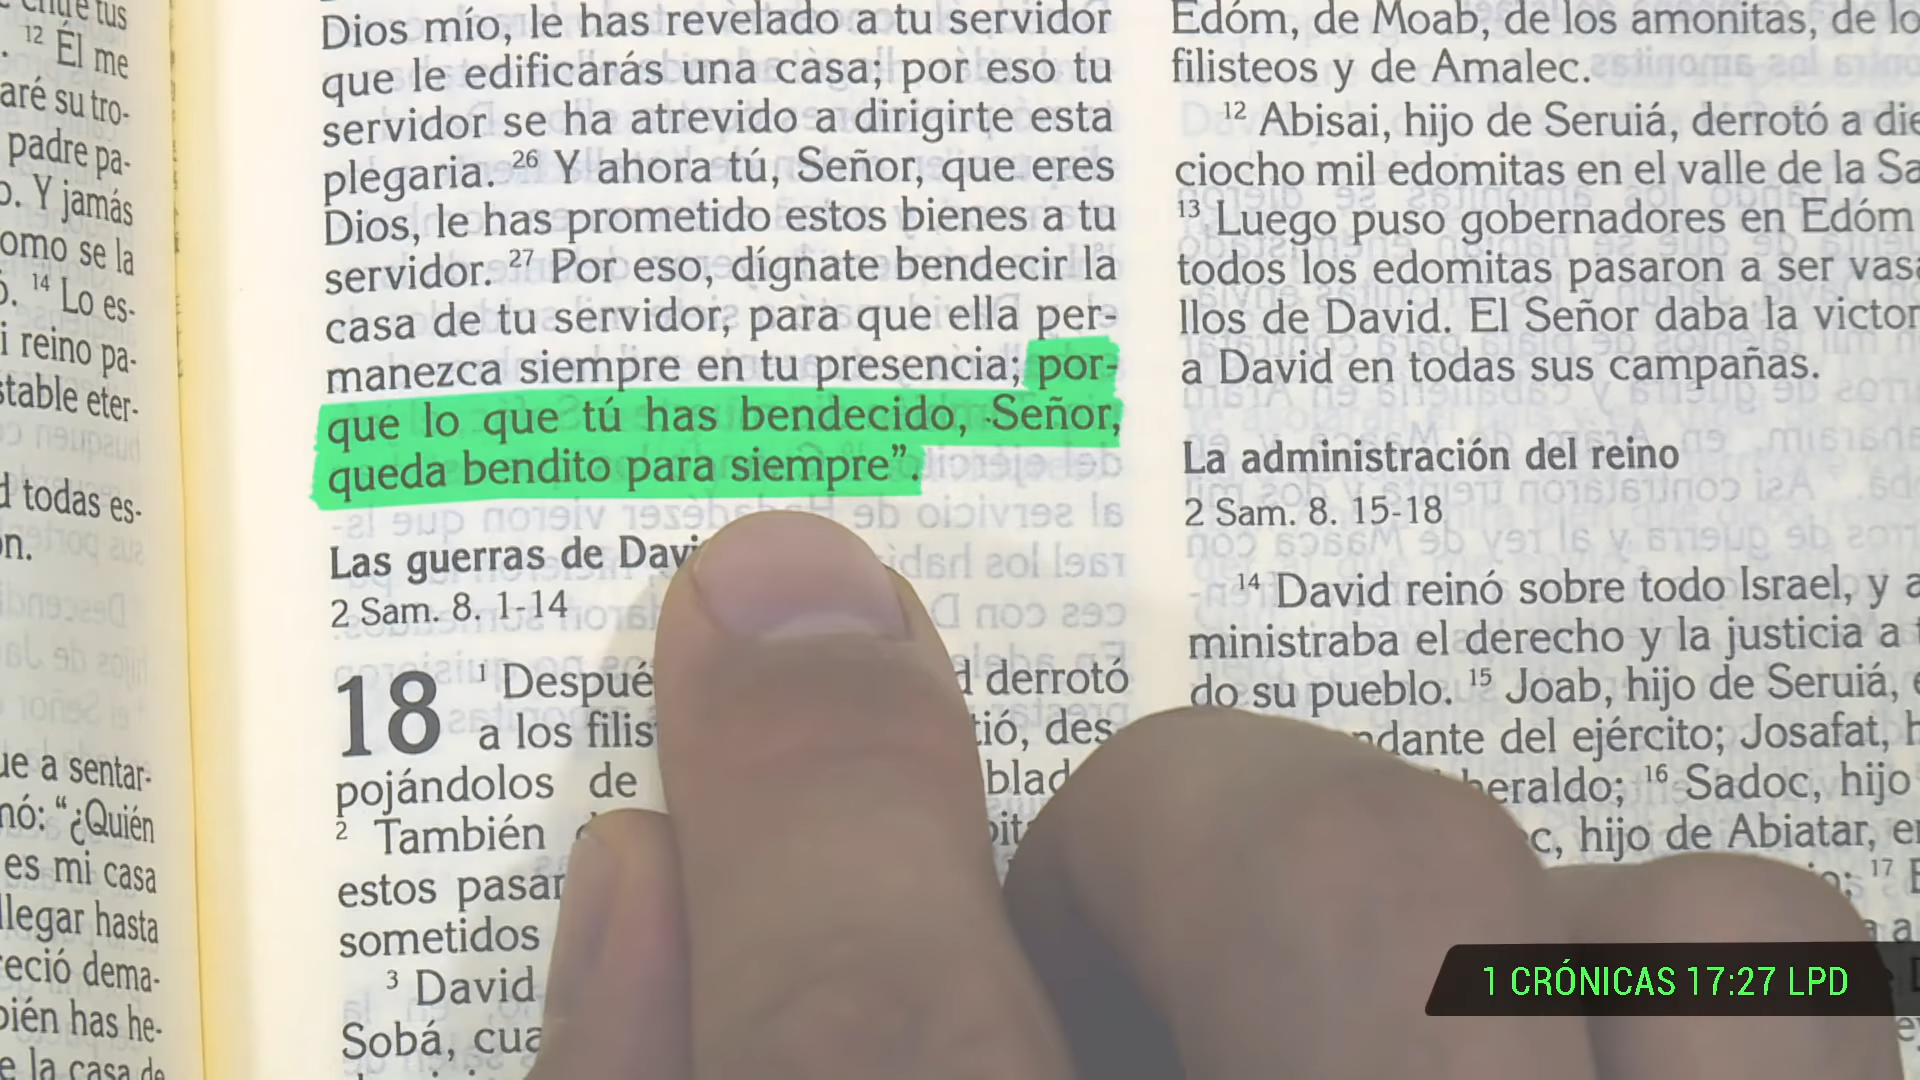 tus
12 Él me
aré su tro-
padre pa-
o. Y jamás
omo se la
14 Lo es-
i reino pa-
stable eter-
d todas es-
ón.
ue a sentar-
nó: “¿Quién
es mi casa
llegar hasta
reció dema-
bién has he-
e la casa de
Dios mío, le has revelado a tu servidor
que le edificarás una casa; por eso tu
servidor se ha atrevido a dirigirte esta
plegaria. 26 Y ahora tú, Señor, que eres
Dios, le has prometido estos bienes a tu
servidor. 27 Por eso, dígnate bendecir la
casa de tu servidor, para que ella per-
manezca siempre en tu presencia; por-
que lo que tú has bendecido, Señor,
queda bendito para siempre”.
Las guerras de Davi
2 Sam. 8. 1-14
18 1 Despué d derrotó
a los filis tió, des-
pojándolos de blad
2 También
estos pasar
sometidos
3 David
Sobá, cua
Edóm, de Moab, de los amonitas, de lo
filisteos y de Amalec.
12 Abisai, hijo de Seruiá, derrotó a die
ciocho mil edomitas en el valle de la Sa
13 Luego puso gobernadores en Edóm
todos los edomitas pasaron a ser vasa
llos de David. El Señor daba la victor
a David en todas sus campañas.
La administración del reino
2 Sam. 8. 15-18
14 David reinó sobre todo Israel, y a
ministraba el derecho y la justicia a t
do su pueblo. 15 Joab, hijo de Seruiá, e
ndante del ejército; Josafat, h
heraldo; 16 Sadoc, hijo
c, hijo de Abiatar, er
17
1 CRÓNICAS 17:27 LPD